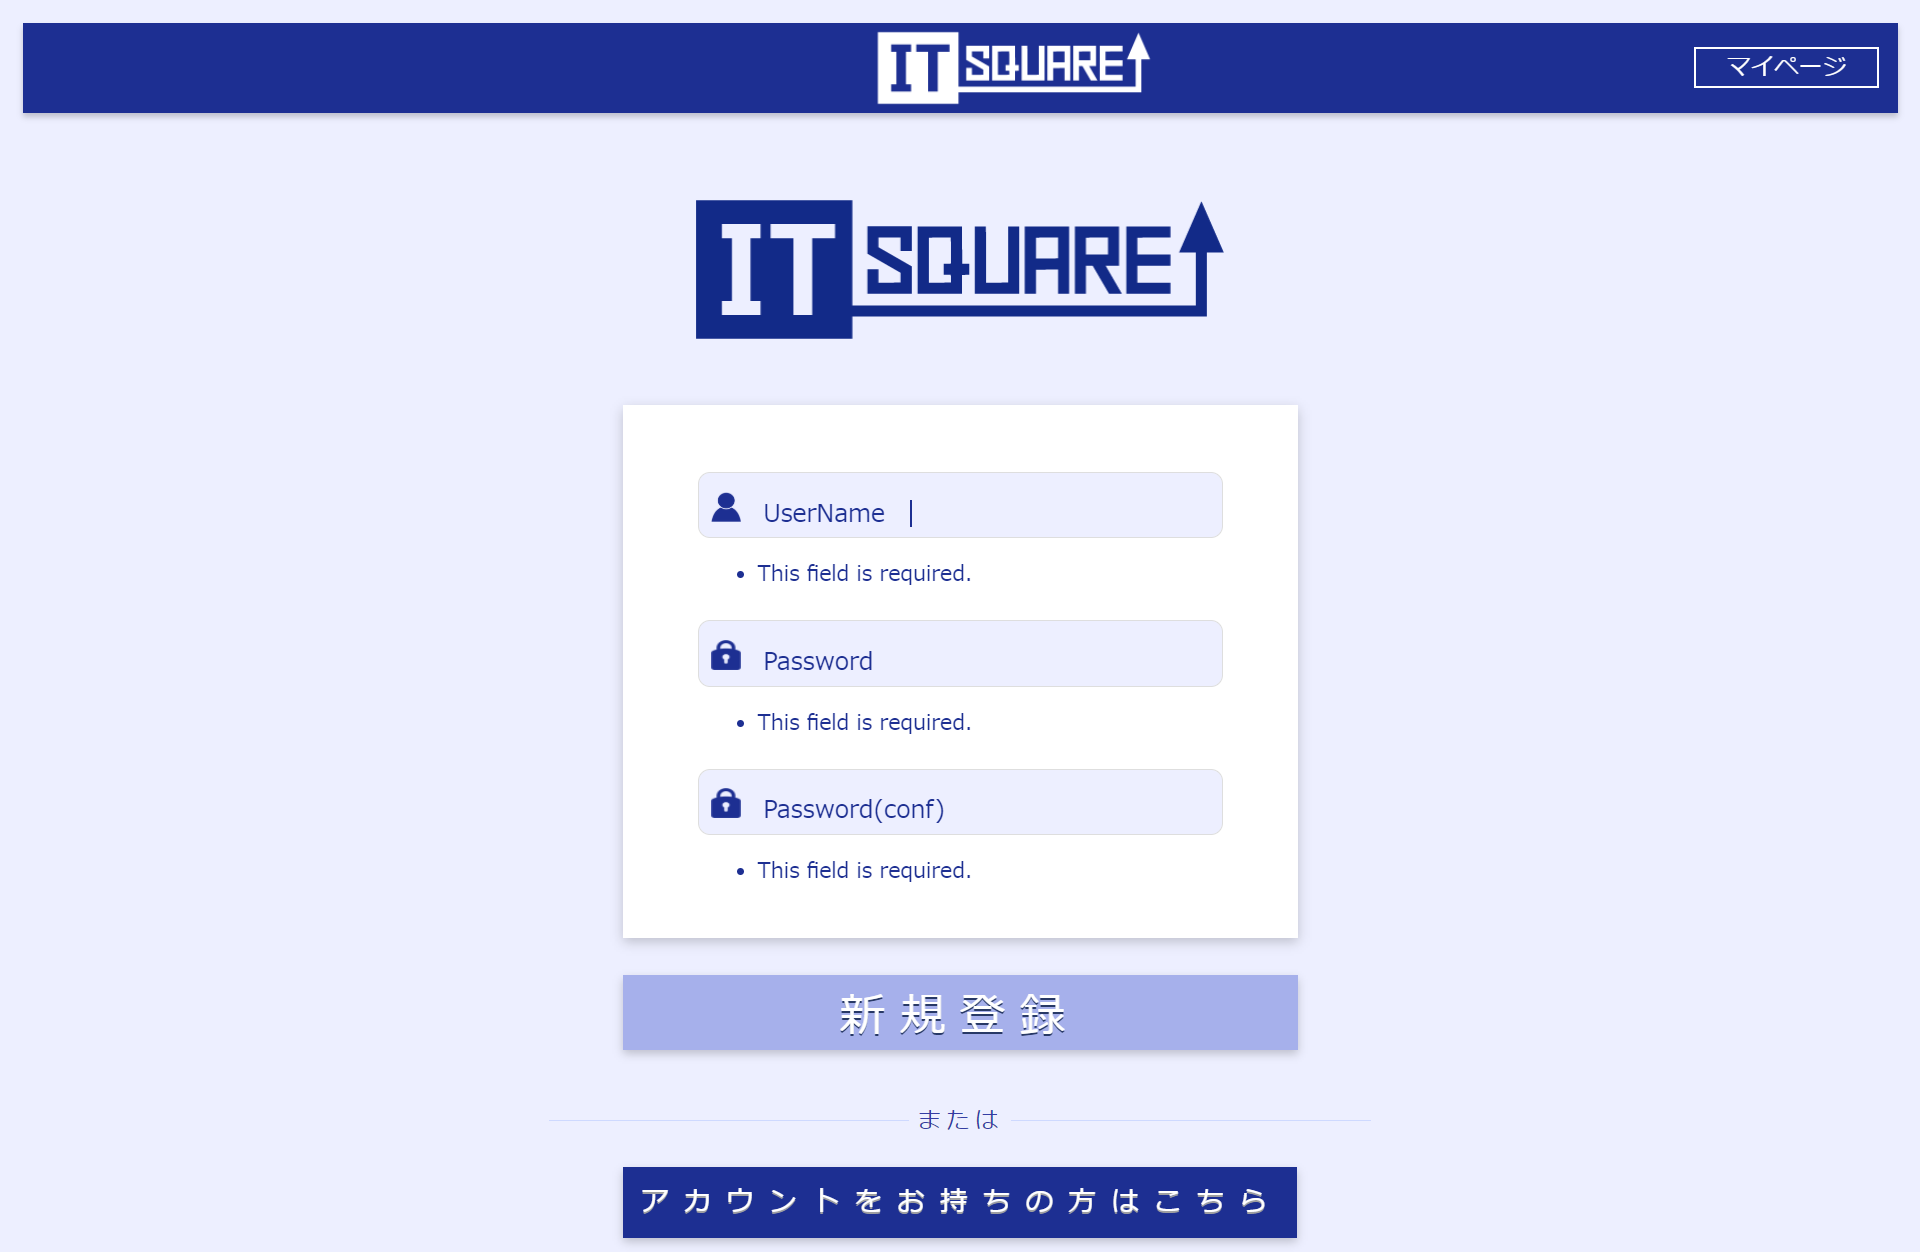 IT SQUARE
マイページ
IT SQUARE
UserName
• This field is required.
Password
• This field is required.
Password(conf)
• This field is required.
新規登録
または
アカウントをお持ちの方はこちら